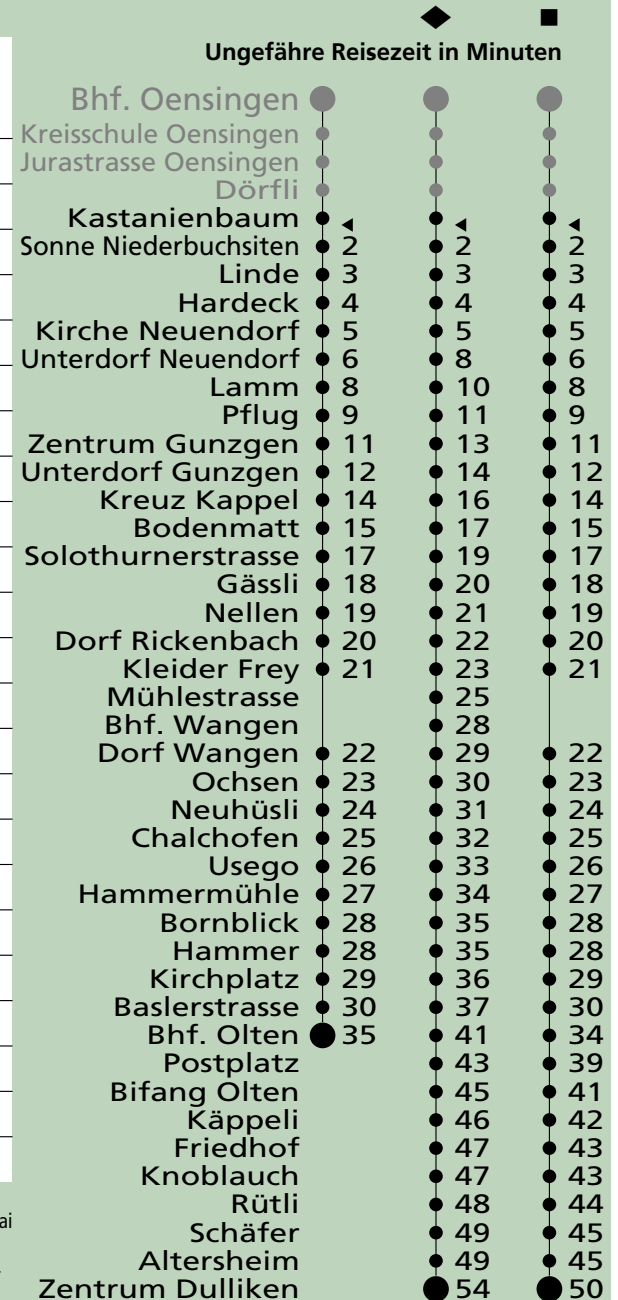 Ungefähre Reisezeit in Minuten
Bhf. Oensingen
Kreisschule Oensingen
Jurastrasse Oensingen
Dörfli
Kastanienbaum
Sonne Niederbuchsiten 2 2 2
Linde 3 3 3
Hardeck 4 4 4
Kirche Neuendorf 5 5 5
Unterdorf Neuendorf 6 8 6
Lamm 8 10 8
Pflug 9 11 9
Zentrum Gunzgen 11 13 11
Unterdorf Gunzgen 12 14 12
Kreuz Kappel 14 16 14
Bodenmatt 15 17 15
Solothurnerstrasse 17 19 17
Gässli 18 20 18
Nellen 19 21 19
Dorf Rickenbach 20 22 20
Kleider Frey 21 23 21
Mühlestrasse 25
Bhf. Wangen 28
Dorf Wangen 22 29 22
Ochsen 23 30 23
Neuhüsli 24 31 24
Chalchofen 25 32 25
Usego 26 33 26
Hammermühle 27 34 27
Bornblick 28 35 28
Hammer 28 35 28
Kirchplatz 29 36 29
Baslerstrasse 30 37 30
Bhf. Olten 35 41 34
Postplatz 43 39
Bifang Olten 45 41
Käppeli 46 42
Friedhof 47 43
Knoblauch 47 43
Rütli 48 44
ai
Schäfer 49 45
Altersheim 49 45
Zentrum Dulliken 54 50